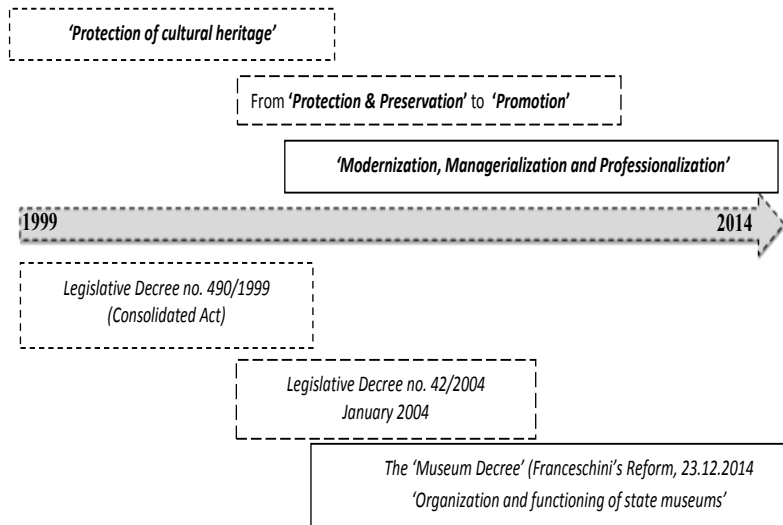 ‘Protection of cultural heritage’
From ‘Protection & Preservation’ to ‘Promotion’
‘Modernization, Managerialization and Professionalization’
1999 2014
Legislative Decree no. 490/1999
(Consolidated Act)
Legislative Decree no. 42/2004
January 2004
The ‘Museum Decree’ (Franceschini’s Reform, 23.12.2014
‘Organization and functioning of state museums’